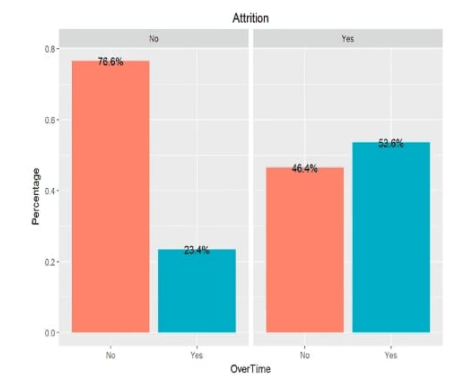 Attrition
No Yes
0.8
76.6%
0.6
53.6%
46.4%
0.4
23.4%
0.2
0.0
Percentage
No Yes No Yes
OverTime